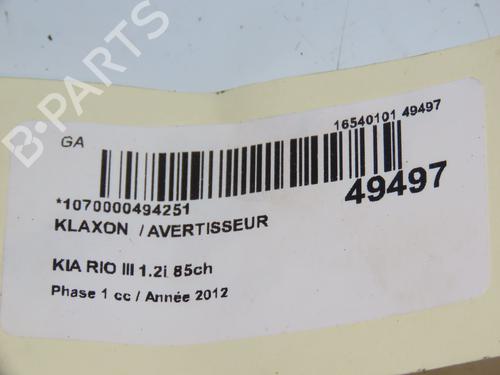 B-PARTS
GA
16540101 49497
*1070000494251
49497
KLAXON / AVERTISSEUR
KIA RIO III 1.2i 85ch
Phase 1 cc / Année 2012